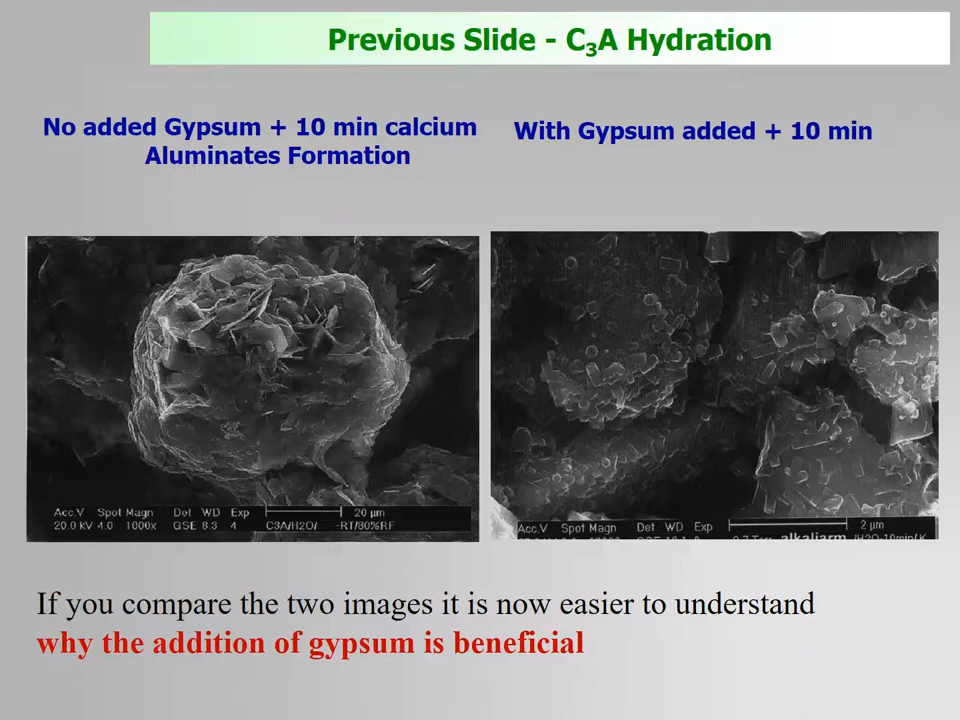 Previous Slide - C₃A Hydration
No added Gypsum + 10 min calcium
Aluminates Formation
With Gypsum added + 10 min
Acc.V Spot Magn Det WD Exp 20 µm
20.0 kV 4.0 1000x GSE 8.3 4 C3A/H2O/ -RT/80%RF
Acc.V Spot Magn Det WD Exp 2 µm
alkaliarm /H2O-10min/K
If you compare the two images it is now easier to understand
why the addition of gypsum is beneficial